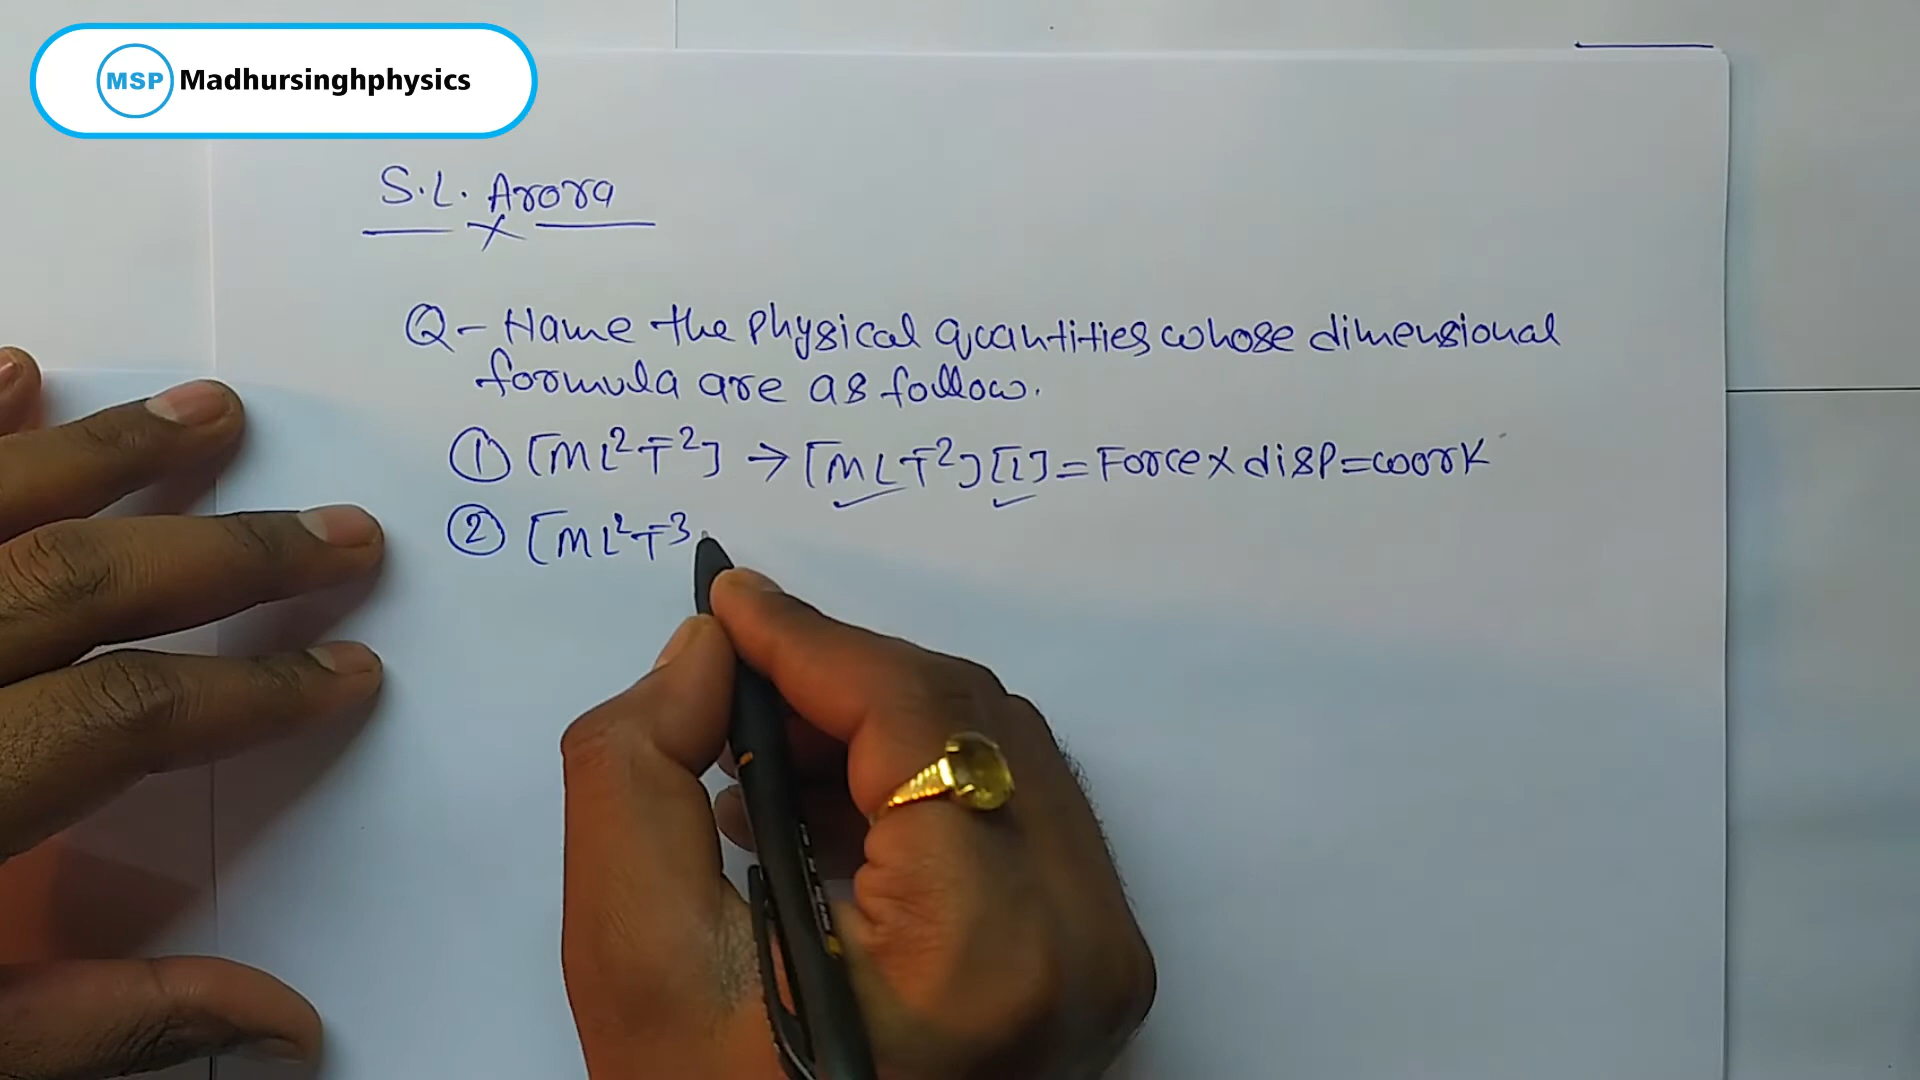 MSP Madhursinghphysics
S.L. Arora
Q - Name the physical quantities whose dimensional
formula are as follow.
① [ML²T⁻²] → [MLT⁻²][L] = Force x disp = work
② [ML²T⁻³